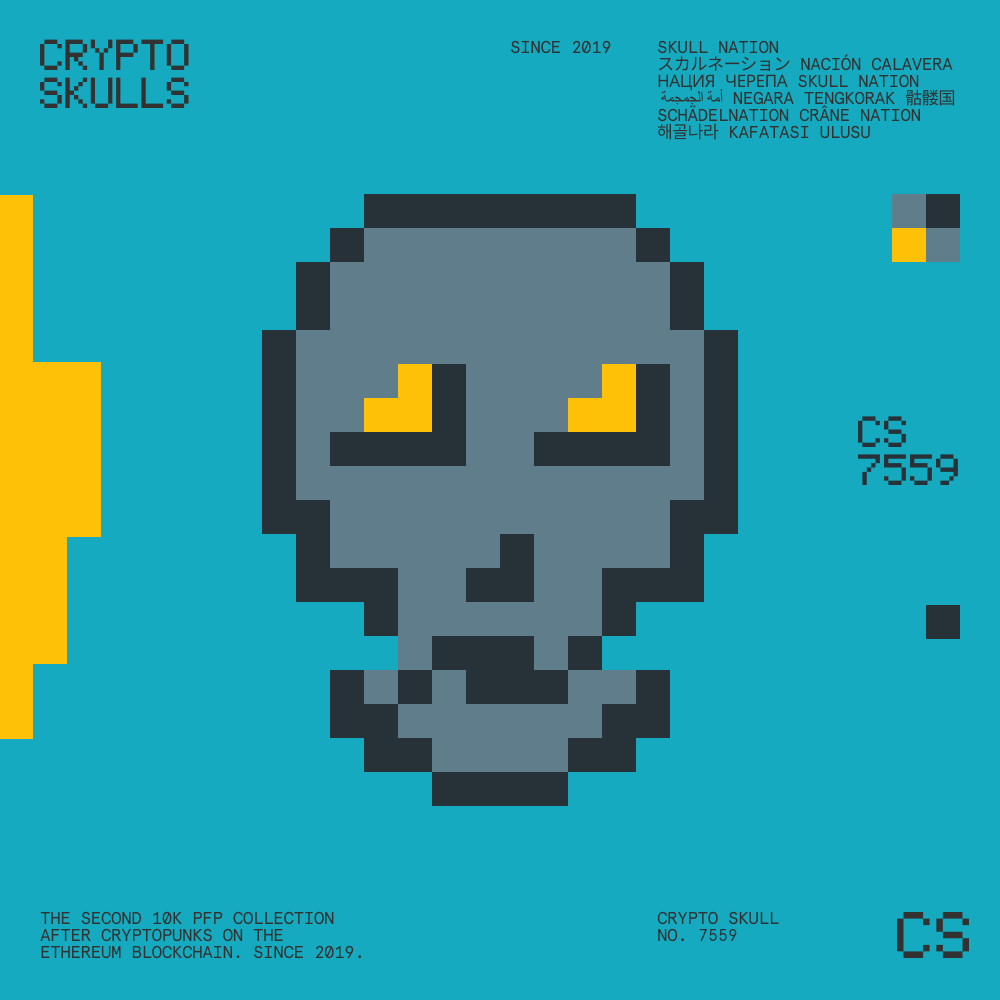 CRYPTO
SKULLS
SINCE 2019
SKULL NATION
スカルネーション NACIÓN CALAVERA
НАЦИЯ ЧЕРЕПА SKULL NATION
أمة الجمجمة NEGARA TENGKORAK 骷髅国
SCHÄDELNATION CRÂNE NATION
해골나라 KAFATASI ULUSU
CS
7559
THE SECOND 10K PFP COLLECTION
AFTER CRYPTOPUNKS ON THE
ETHEREUM BLOCKCHAIN. SINCE 2019.
CRYPTO SKULL
NO. 7559
CS